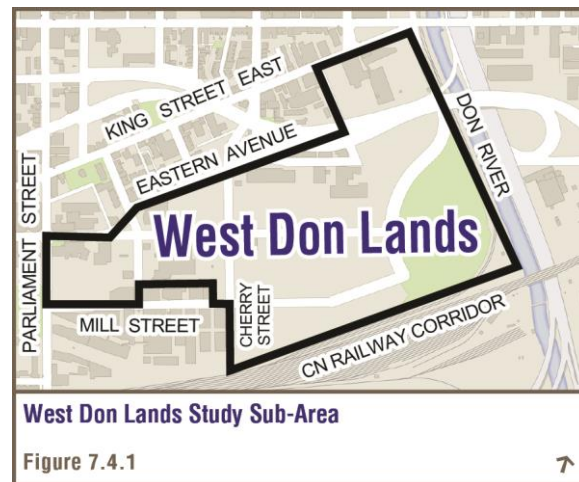 KING STREET EAST
EASTERN AVENUE
DON RIVER
PARLIAMENT STREET
West Don Lands
MILL STREET
CHERRY
STREET
CN RAILWAY CORRIDOR
West Don Lands Study Sub-Area
Figure 7.4.1